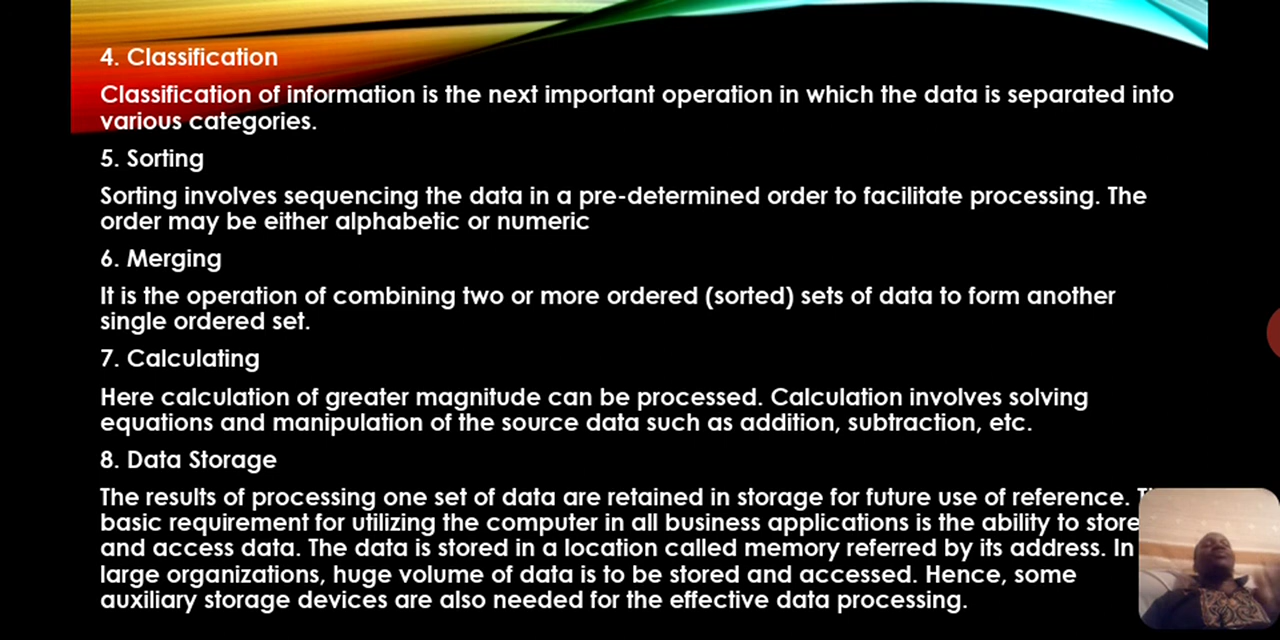 4. Classification
Classification of information is the next important operation in which the data is separated into
various categories.
5. Sorting
Sorting involves sequencing the data in a pre-determined order to facilitate processing. The
order may be either alphabetic or numeric
6. Merging
It is the operation of combining two or more ordered (sorted) sets of data to form another
single ordered set.
7. Calculating
Here calculation of greater magnitude can be processed. Calculation involves solving
equations and manipulation of the source data such as addition, subtraction, etc.
8. Data Storage
The results of processing one set of data are retained in storage for future use of reference.
basic requirement for utilizing the computer in all business applications is the ability to store
and access data. The data is stored in a location called memory referred by its address. In
large organizations, huge volume of data is to be stored and accessed. Hence, some
auxiliary storage devices are also needed for the effective data processing.